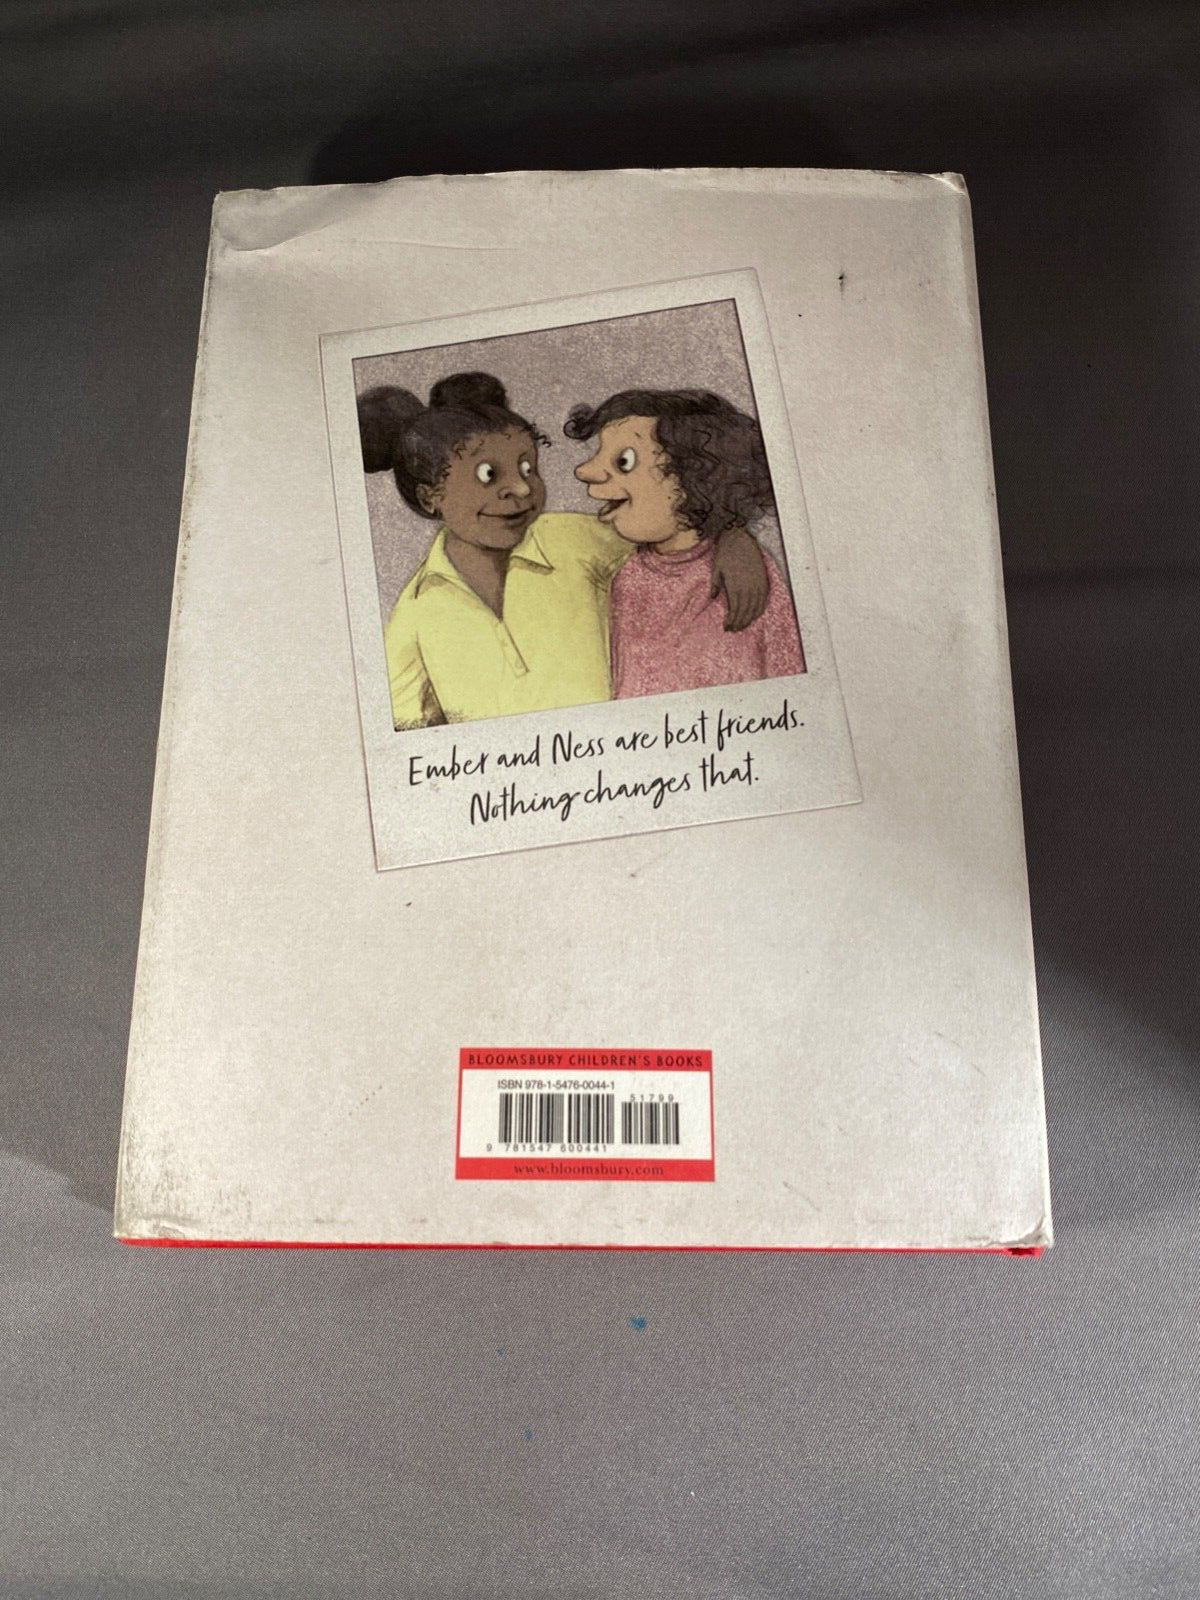 Ember and Ness are best friends.
Nothing changes that.
BLOOMSBURY CHILDREN'S BOOKS
ISBN 978-1-5476-0044-1
51799
9 781547 600441
www.bloomsbury.com